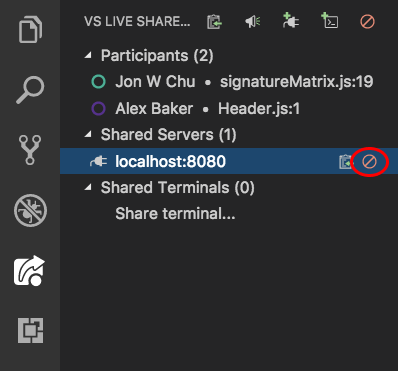 VS LIVE SHARE...
Participants (2)
Jon W Chu • signatureMatrix.js:19
Alex Baker • Header.js:1
Shared Servers (1)
localhost:8080
Shared Terminals (0)
Share terminal...